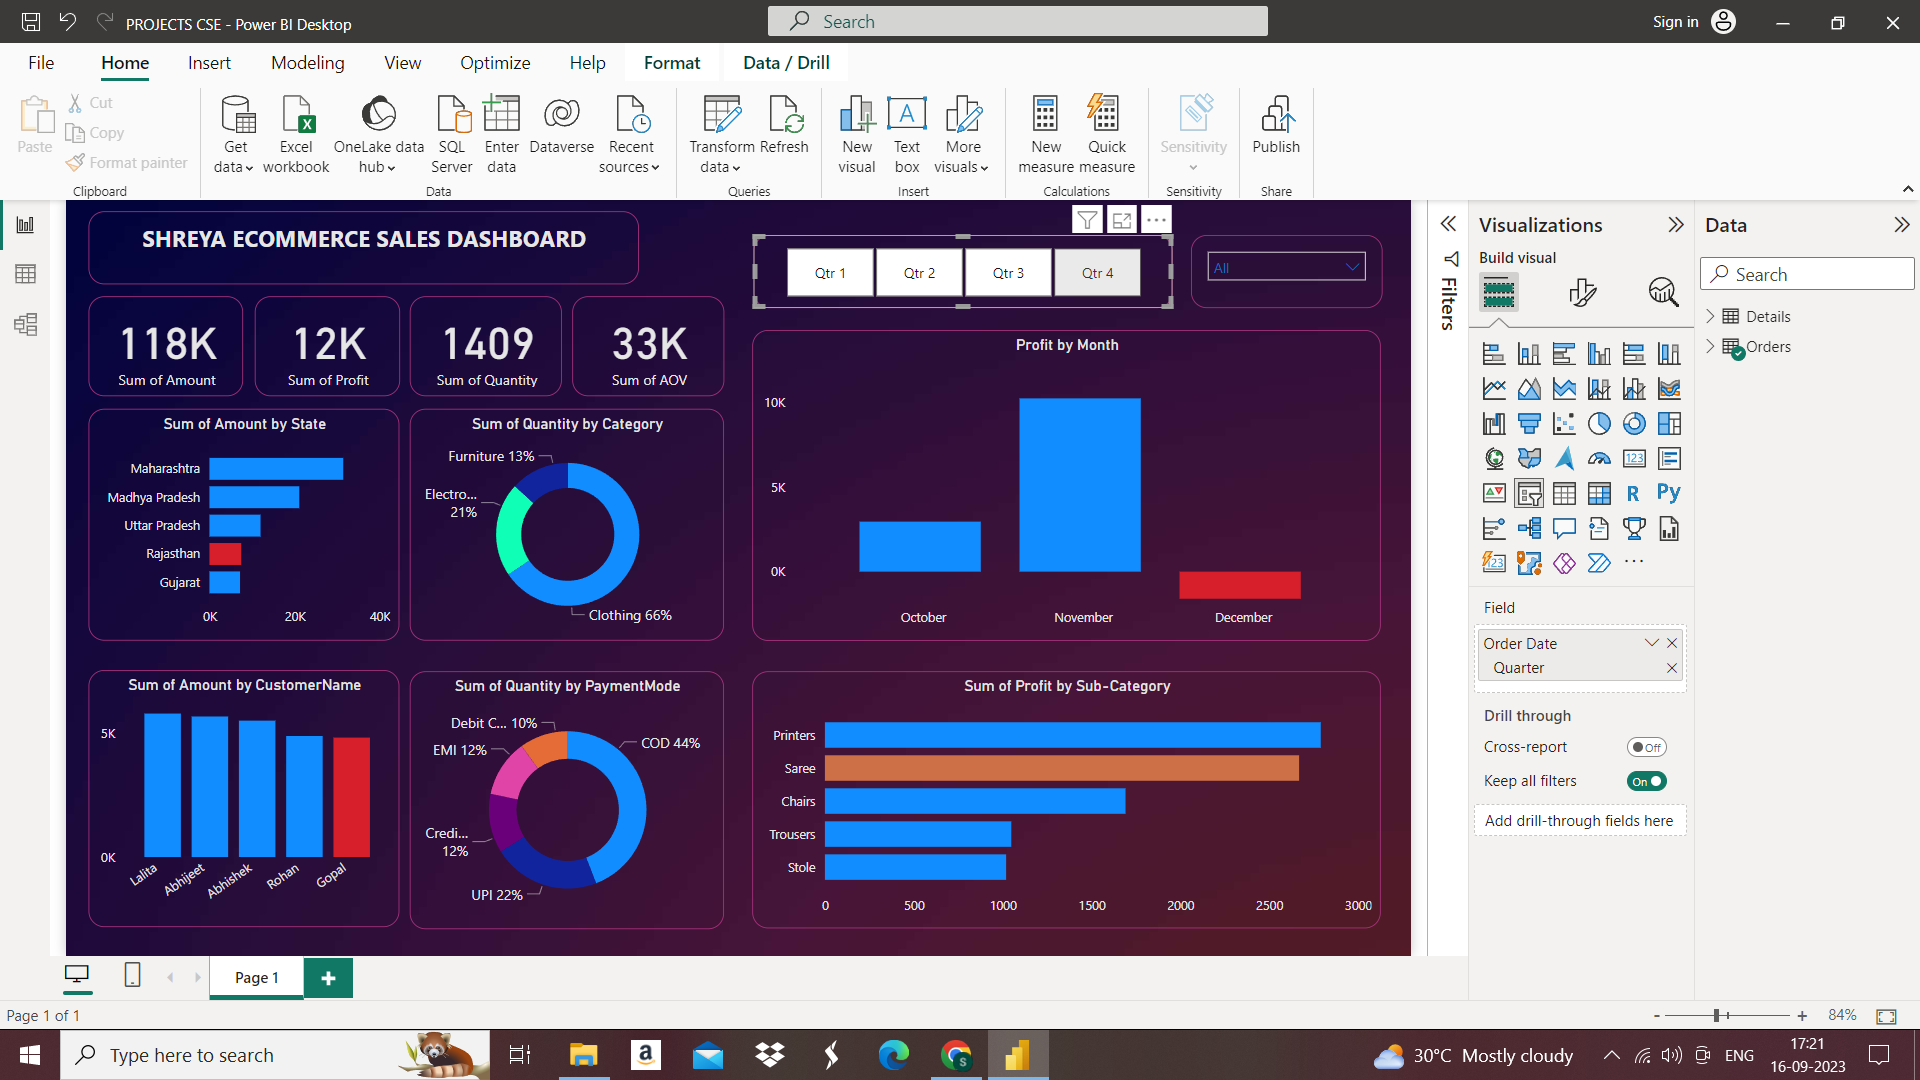 PROJECTS CSE - Power BI Desktop
Search
Sign in
File Home Insert Modeling View Optimize Help Format Data / Drill
Paste
Cut
Copy
Format painter
Clipboard
Get data
Excel workbook
OneLake data hub
SQL Server
Enter data
Dataverse
Recent sources
Data
Transform data
Refresh
Queries
New visual
Text box
More visuals
Insert
New measure
Quick measure
Calculations
Sensitivity
Sensitivity
Publish
Share
SHREYA ECOMMERCE SALES DASHBOARD
Qtr 1 Qtr 2 Qtr 3 Qtr 4
All
118K
Sum of Amount
12K
Sum of Profit
1409
Sum of Quantity
33K
Sum of AOV
Sum of Amount by State
Maharashtra
Madhya Pradesh
Uttar Pradesh
Rajasthan
Gujarat
0K 20K 40K
Sum of Quantity by Category
Furniture 13%
Electro...
21%
Clothing 66%
Profit by Month
10K
5K
0K
October November December
Sum of Amount by CustomerName
5K
0K
Lalita Abhijeet Abhishek Rohan Gopal
Sum of Quantity by PaymentMode
Debit C... 10%
COD 44%
EMI 12%
Credi...
12%
UPI 22%
Sum of Profit by Sub-Category
Printers
Saree
Chairs
Trousers
Stole
0 500 1000 1500 2000 2500 3000
Filters
Visualizations
Build visual
123
R Py
123
Field
Order Date
Quarter
Drill through
Cross-report Off
Keep all filters On
Add drill-through fields here
Data
Search
Details
Orders
Page 1
Page 1 of 1
- + 84%
Type here to search
a
S
30°C Mostly cloudy
ENG
17:21
16-09-2023